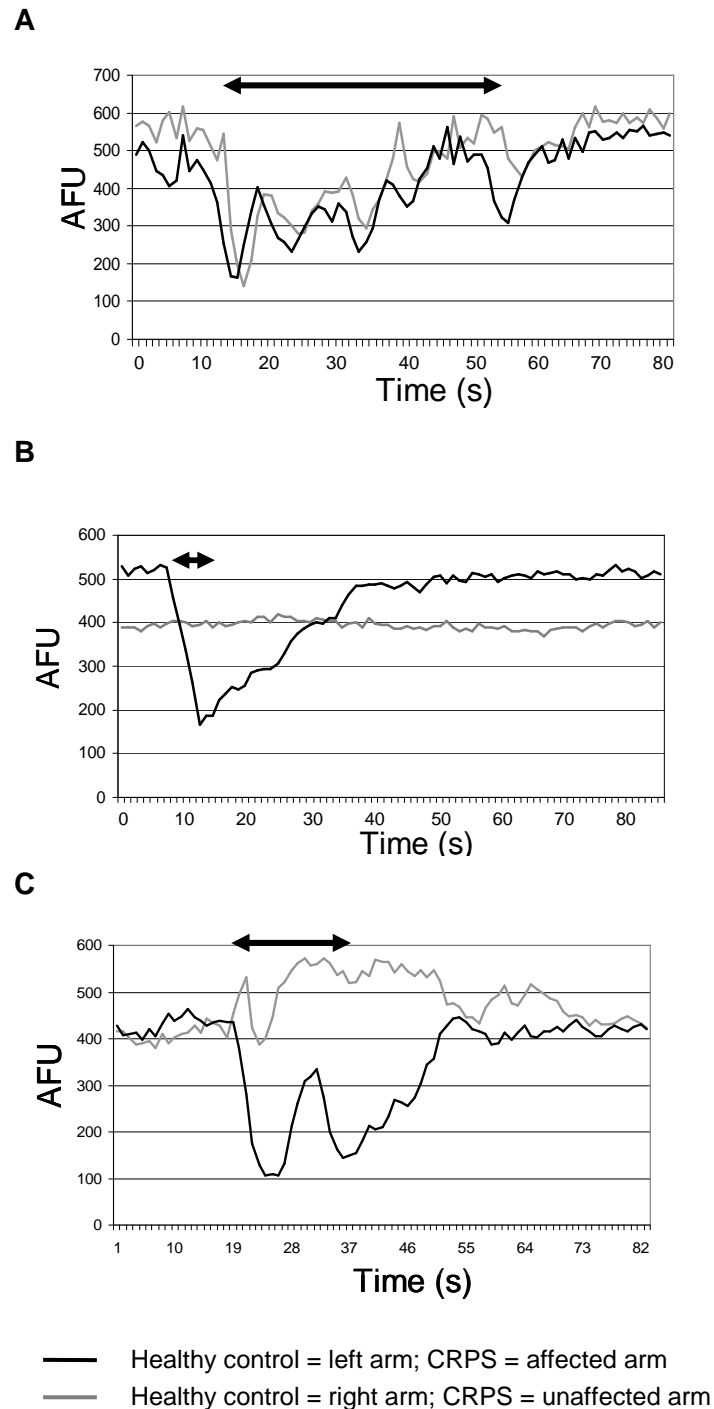 A
700
600
500
400
300
200
100
0
AFU
0 10 20 30 40 50 60 70 80
Time (s)
B
600
500
400
300
200
100
0
AFU
0 10 20 30 40 50 60 70 80
Time (s)
C
600
500
400
300
200
100
0
AFU
1 10 19 28 37 46 55 64 73 82
Time (s)
Healthy control = left arm; CRPS = affected arm
Healthy control = right arm; CRPS = unaffected arm